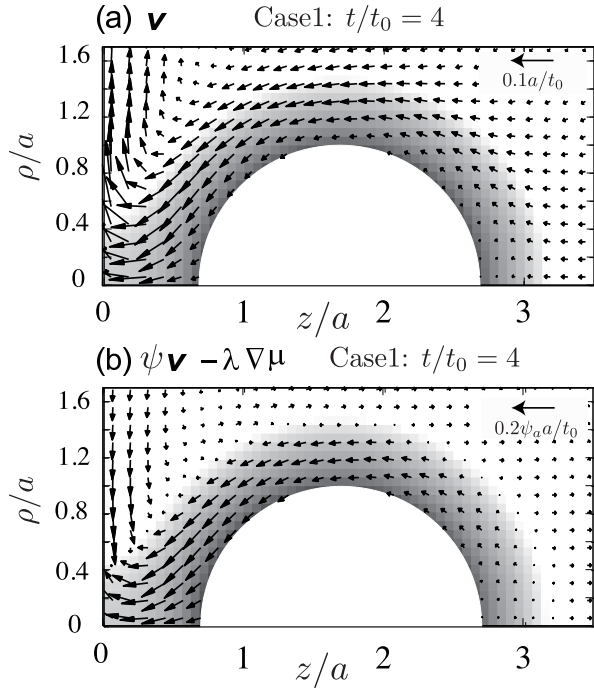 (a) v Case1: t/t₀ = 4
1.6
0.1a/t₀
1.2
ρ/a
0.8
0.4
0
0 1 2 3
z/a
(b) ψv −λ∇μ Case1: t/t₀ = 4
1.6
0.2ψₐa/t₀
1.2
ρ/a
0.8
0.4
0
0 1 2 3
z/a